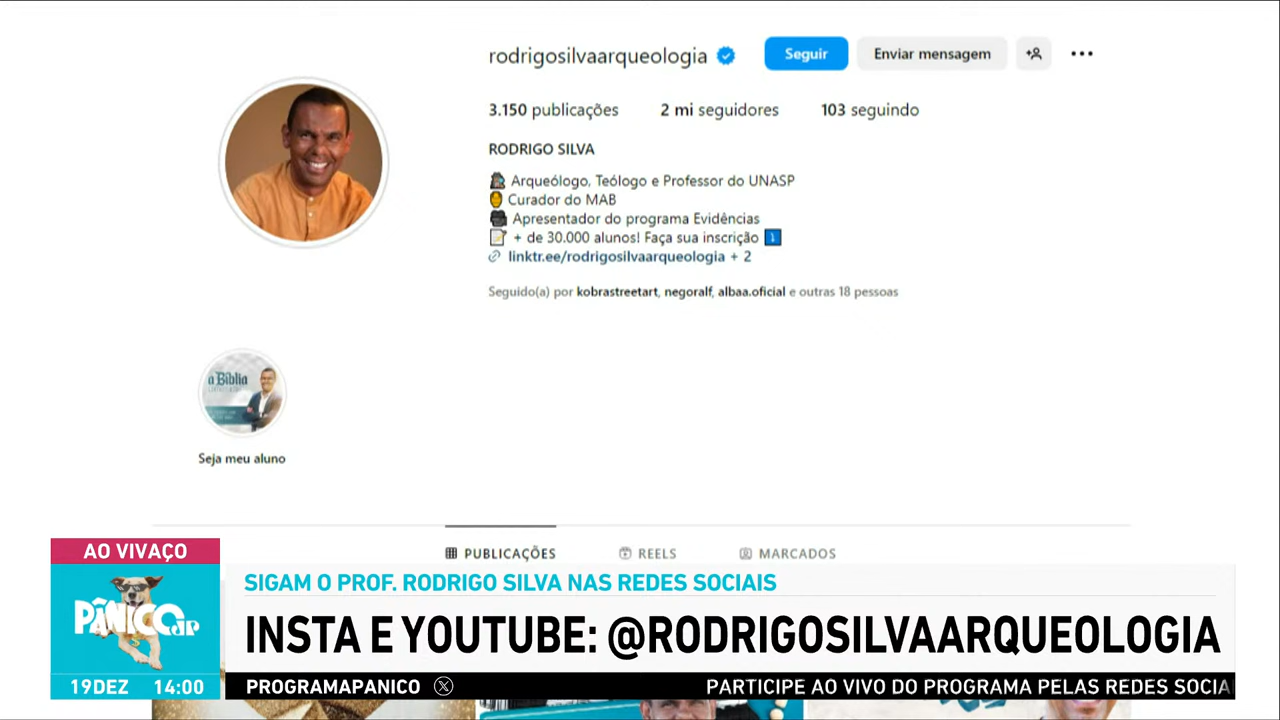 rodrigosilvaarqueologia
Seguir
Enviar mensagem
3.150 publicações
2 mi seguidores
103 seguindo
RODRIGO SILVA
Arqueólogo, Teólogo e Professor do UNASP
Curador do MAB
Apresentador do programa Evidências
+ de 30.000 alunos! Faça sua inscrição
linktr.ee/rodrigosilvaarqueologia + 2
Seguido(a) por kobrastreetart, negoralf, albaa.oficial e outras 18 pessoas
a Bíblia
Seja meu aluno
PUBLICAÇÕES
REELS
MARCADOS
AO VIVAÇO
PÂNICO JP
19DEZ 14:00
SIGAM O PROF. RODRIGO SILVA NAS REDES SOCIAIS
INSTA E YOUTUBE: @RODRIGOSILVAARQUEOLOGIA
PROGRAMAPANICO X
PARTICIPE AO VIVO DO PROGRAMA PELAS REDES SOCIA